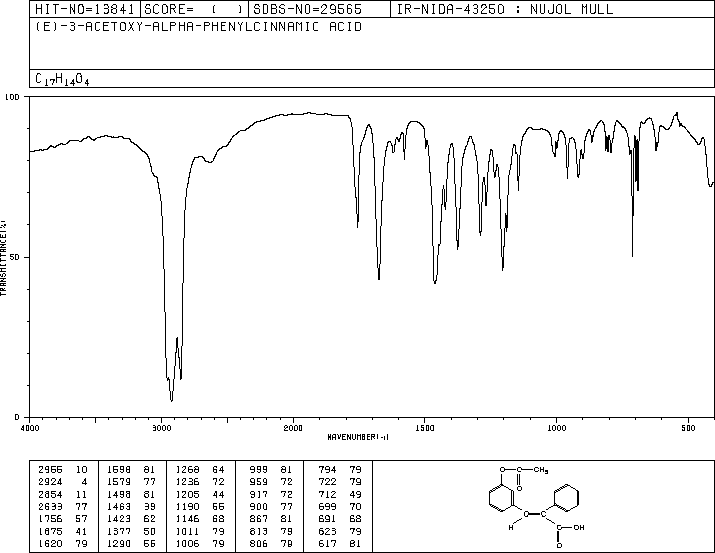 HIT-NO=13841 SCORE= ( ) SDBS-NO=29565 IR-NIDA-43250 : NUJOL MULL
(E)-3-ACETOXY-ALPHA-PHENYLCINNAMIC ACID
C17H14O4
100
50
0
TRANSMITTANCE(%)
4000 3000 2000 1500 1000 500
WAVENUMBER(-1)
2955 10 1598 81 1268 64 999 81 794 79
2924 4 1579 77 1236 72 959 72 722 79
2854 11 1498 81 1205 44 917 72 712 49
2633 77 1463 39 1190 55 900 77 699 70
1756 57 1423 62 1146 68 867 81 691 68
1675 41 1377 50 1011 79 813 79 623 79
1620 79 1290 55 1006 79 806 79 617 81
O C CH3
O
C C
H
C OH
O